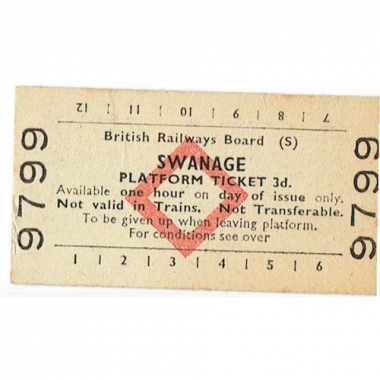 12 11 10 9 8 7
British Railways Board (S)
SWANAGE
PLATFORM TICKET 3d.
Available one hour on day of issue only.
Not valid in Trains. Not Transferable.
To be given up when leaving platform.
For conditions see over
1 2 3 4 5 6
9799
9799